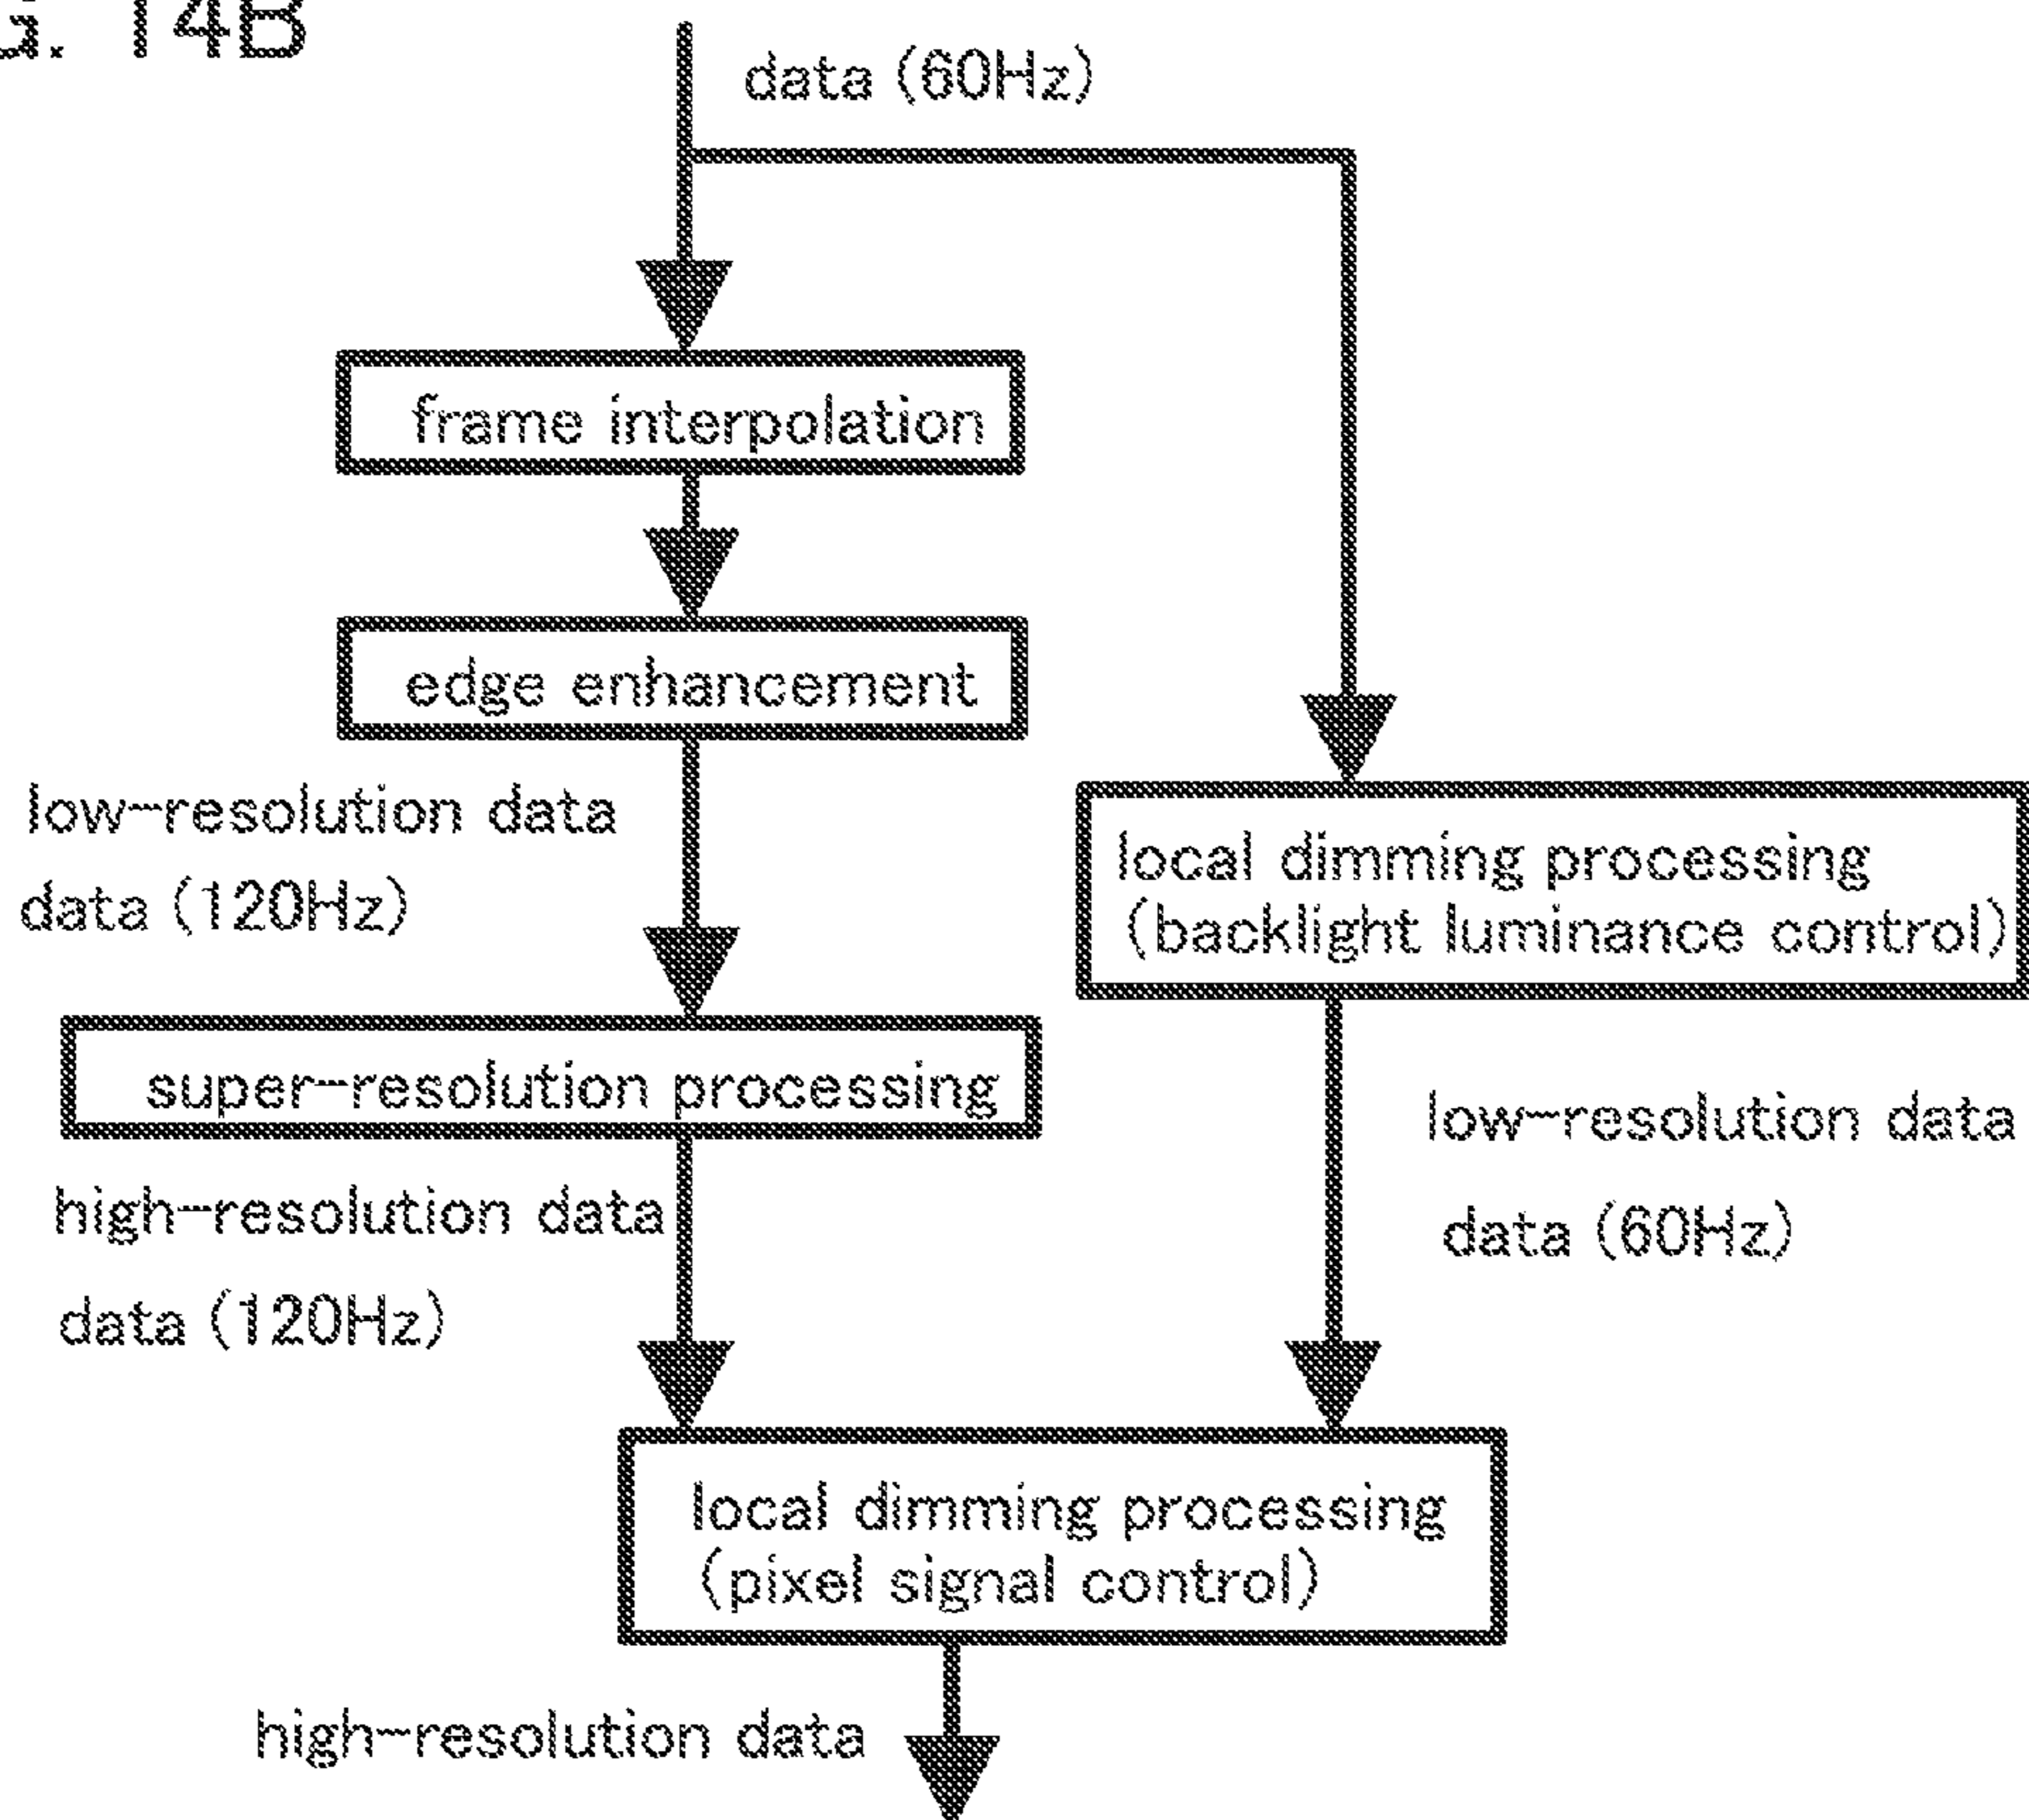 14B
data (60Hz)
frame interpolation
edge enhancement
low-resolution data
data (120Hz)
local dimming processing
(backlight luminance control)
super-resolution processing
low-resolution data
data (60Hz)
high-resolution data
data (120Hz)
local dimming processing
(pixel signal control)
high-resolution data